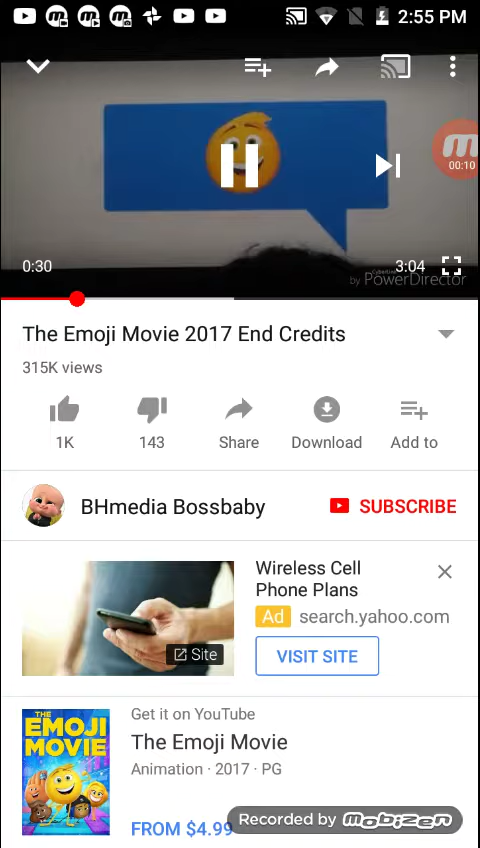 2:55 PM
00:10
0:30
3:04
CyberLink
by PowerDirector
The Emoji Movie 2017 End Credits
315K views
1K
143
Share
Download
Add to
BHmedia Bossbaby
SUBSCRIBE
Wireless Cell
Phone Plans
Ad search.yahoo.com
Site
VISIT SITE
THE
EMOJI
MOVIE
Get it on YouTube
The Emoji Movie
Animation · 2017 · PG
FROM $4.99
Recorded by mobizen